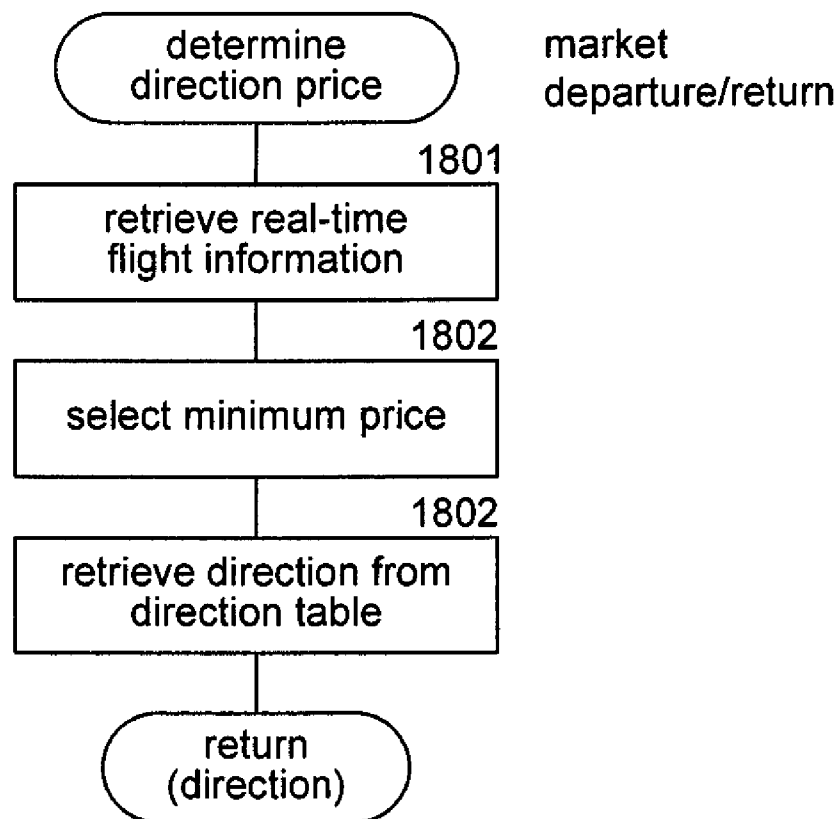 determine
direction price
market
departure/return
1801
retrieve real-time
flight information
1802
select minimum price
1802
retrieve direction from
direction table
return
(direction)